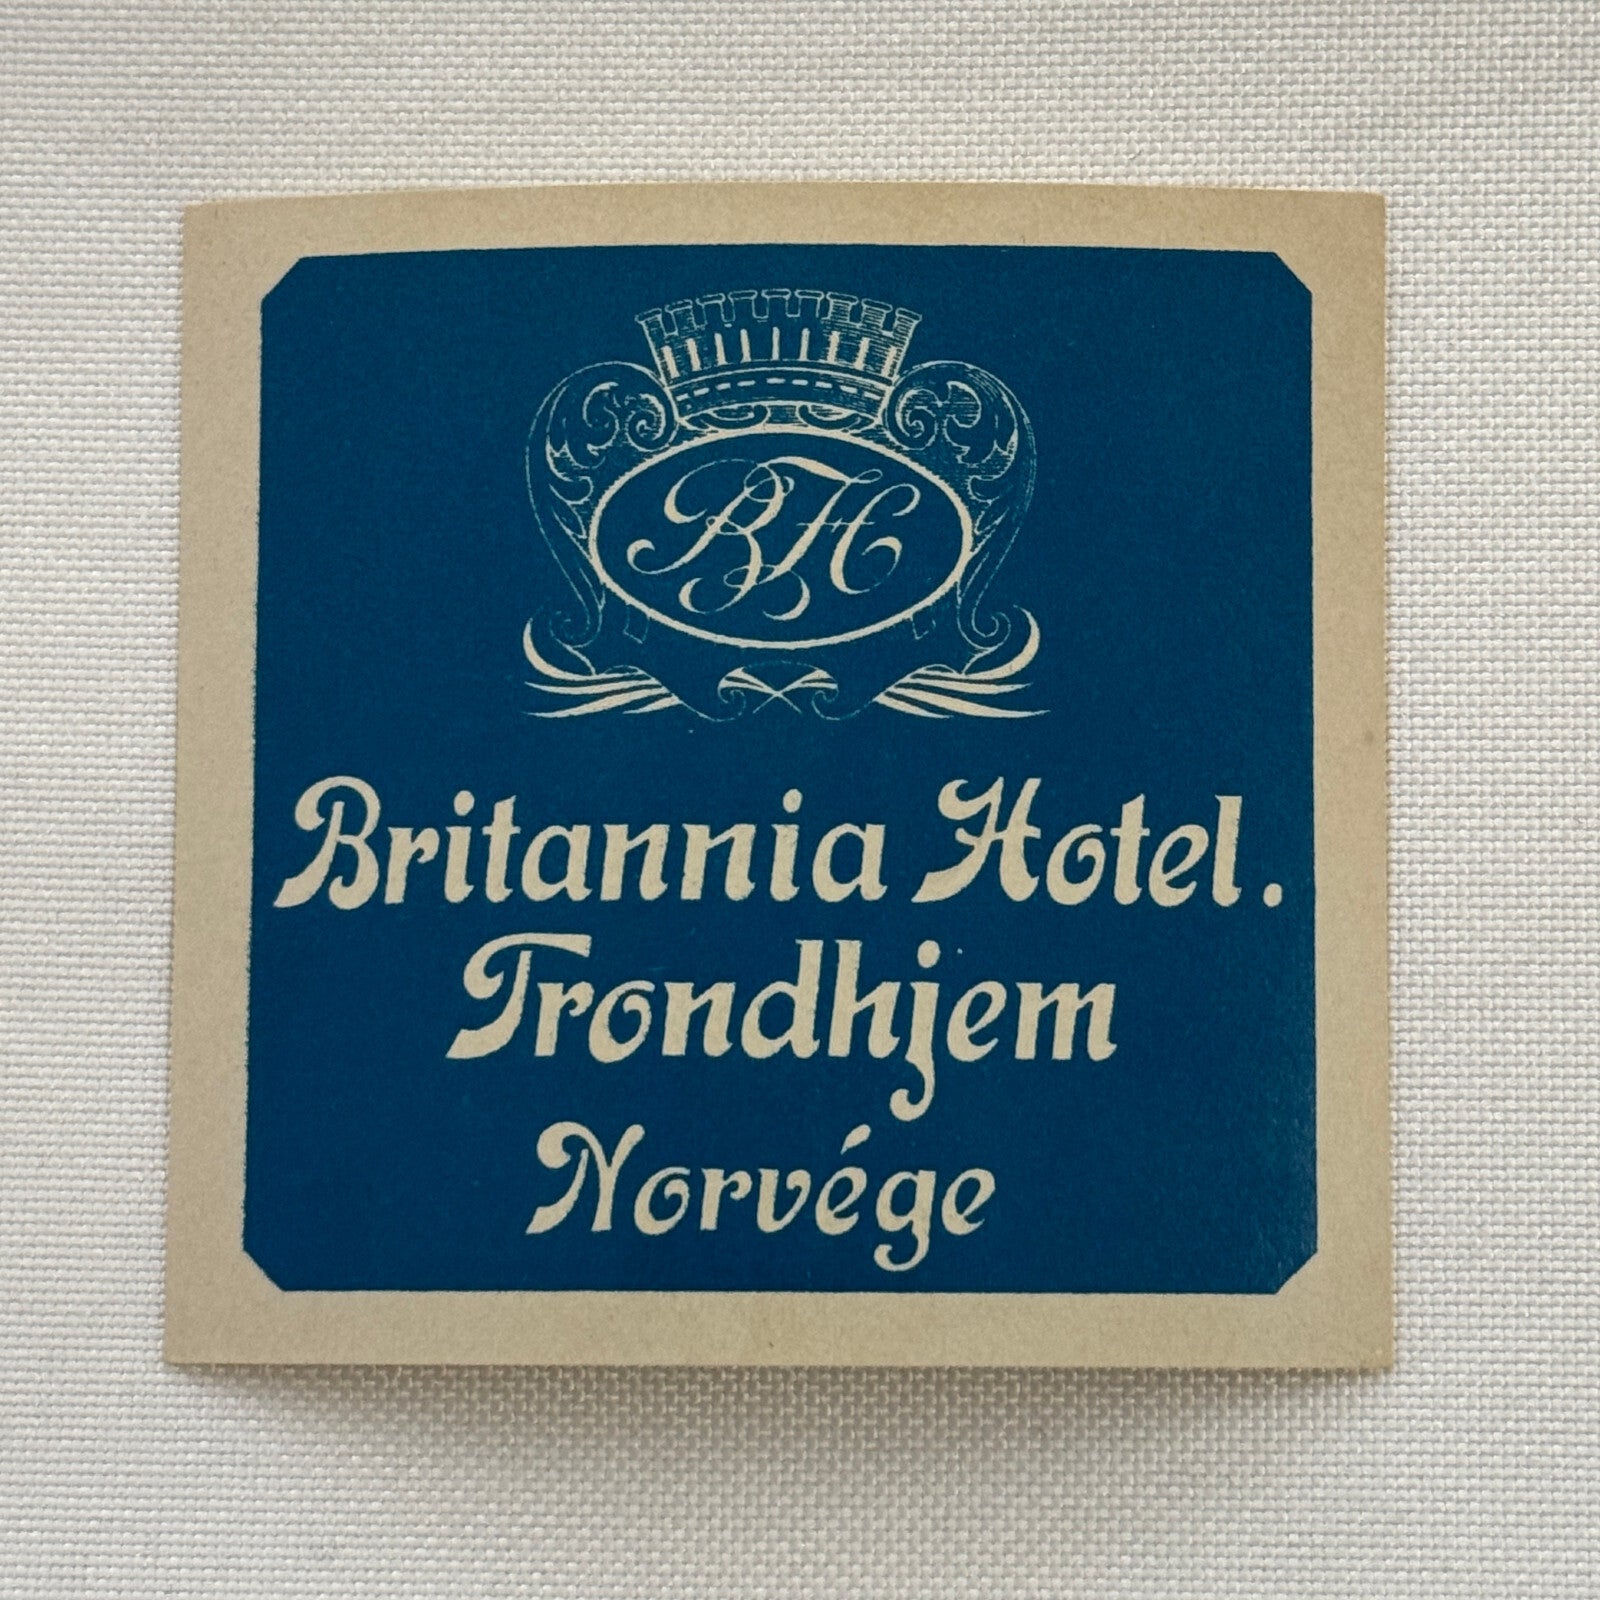 BH
Britannia Hotel.
Trondhjem
Norvége